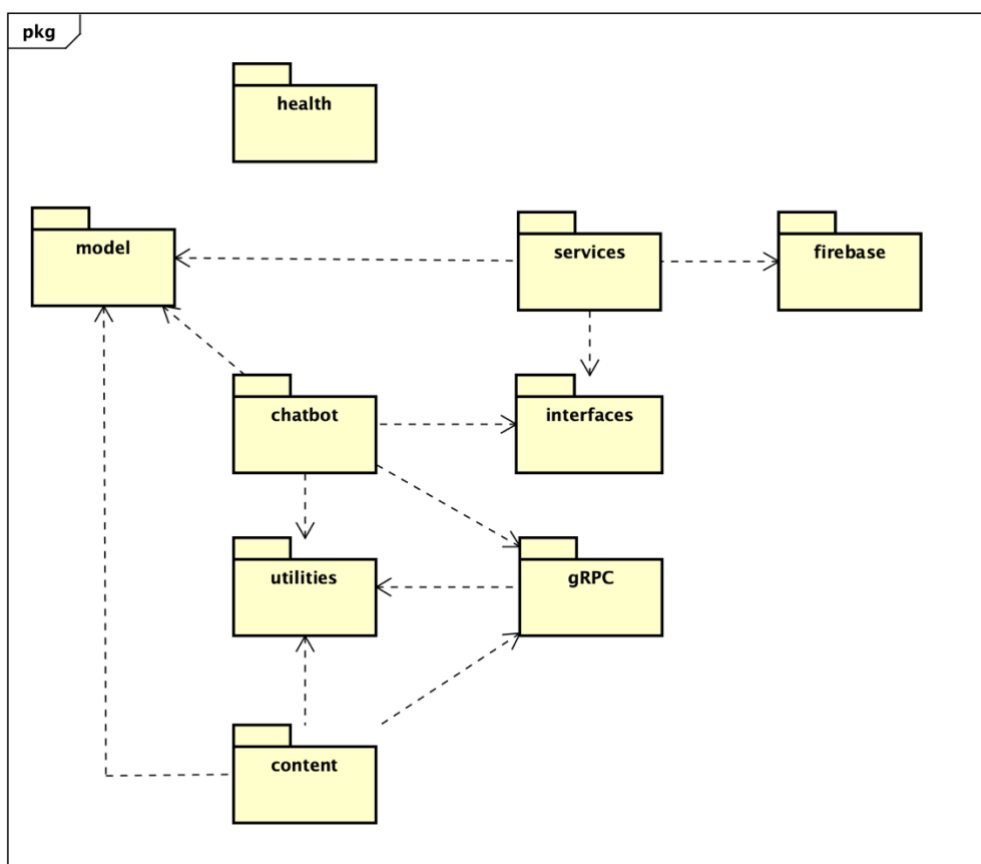 pkg
health
model
services
firebase
chatbot
interfaces
utilities
gRPC
content